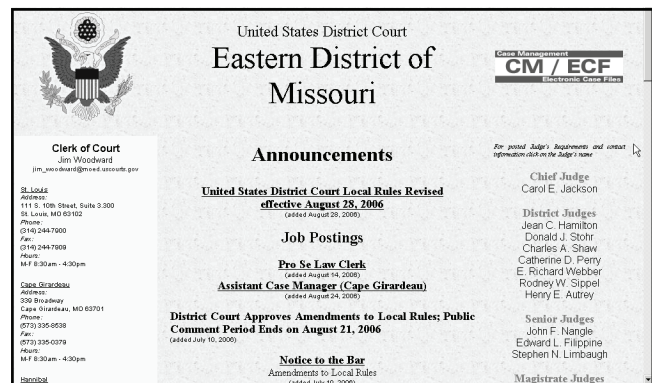 United States District Court
Eastern District of
Missouri
Case Management
CM / ECF
Electronic Case Files
Clerk of Court
Jim Woodward
jim_woodward@moed.uscourts.gov
St. Louis
Address:
111 S. 10th Street, Suite 3.300
St. Louis, MO 63102
Phone:
(314) 244-7900
Fax:
(314) 244-7909
Hours:
M-F 8:30am - 4:30pm
Cape Girardeau
Address:
339 Broadway
Cape Girardeau, MO 63701
Phone:
(573) 335-8538
Fax:
(573) 335-0379
Hours:
M-F 8:30am - 4:30pm
Hannibal
Announcements
United States District Court Local Rules Revised
effective August 28, 2006
(added August 28, 2006)
Job Postings
Pro Se Law Clerk
(added August 14, 2006)
Assistant Case Manager (Cape Girardeau)
(added August 24, 2006)
District Court Approves Amendments to Local Rules; Public
Comment Period Ends on August 21, 2006
(added July 10, 2006)
Notice to the Bar
Amendments to Local Rules
(added July 10, 2006)
For posted Judge's Requirements and contact
information click on the Judge's name
Chief Judge
Carol E. Jackson
District Judges
Jean C. Hamilton
Donald J. Stohr
Charles A. Shaw
Catherine D. Perry
E. Richard Webber
Rodney W. Sippel
Henry E. Autrey
Senior Judges
John F. Nangle
Edward L. Filippine
Stephen N. Limbaugh
Magistrate Judges